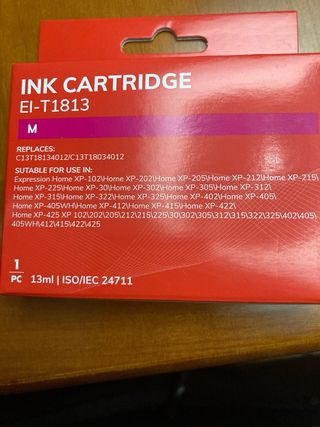 INK CARTRIDGE
EI-T1813
M
REPLACES:
C13T18134012/C13T18034012
SUITABLE FOR USE IN:
Expression Home XP-102\Home XP-202\Home XP-205\Home XP-212\Home XP-215\
Home XP-225\Home XP-30\Home XP-302\Home XP-305\Home XP-312\
Home XP-315\Home XP-322\Home XP-325\Home XP-402\Home XP-405\
Home XP-405WH\Home XP-412\Home XP-415\Home XP-422\
Home XP-425 XP 102\202\205\212\215\225\30\302\305\312\315\322\325\402\405\
405WH\412\415\422\425
1
PC
13ml | ISO/IEC 24711